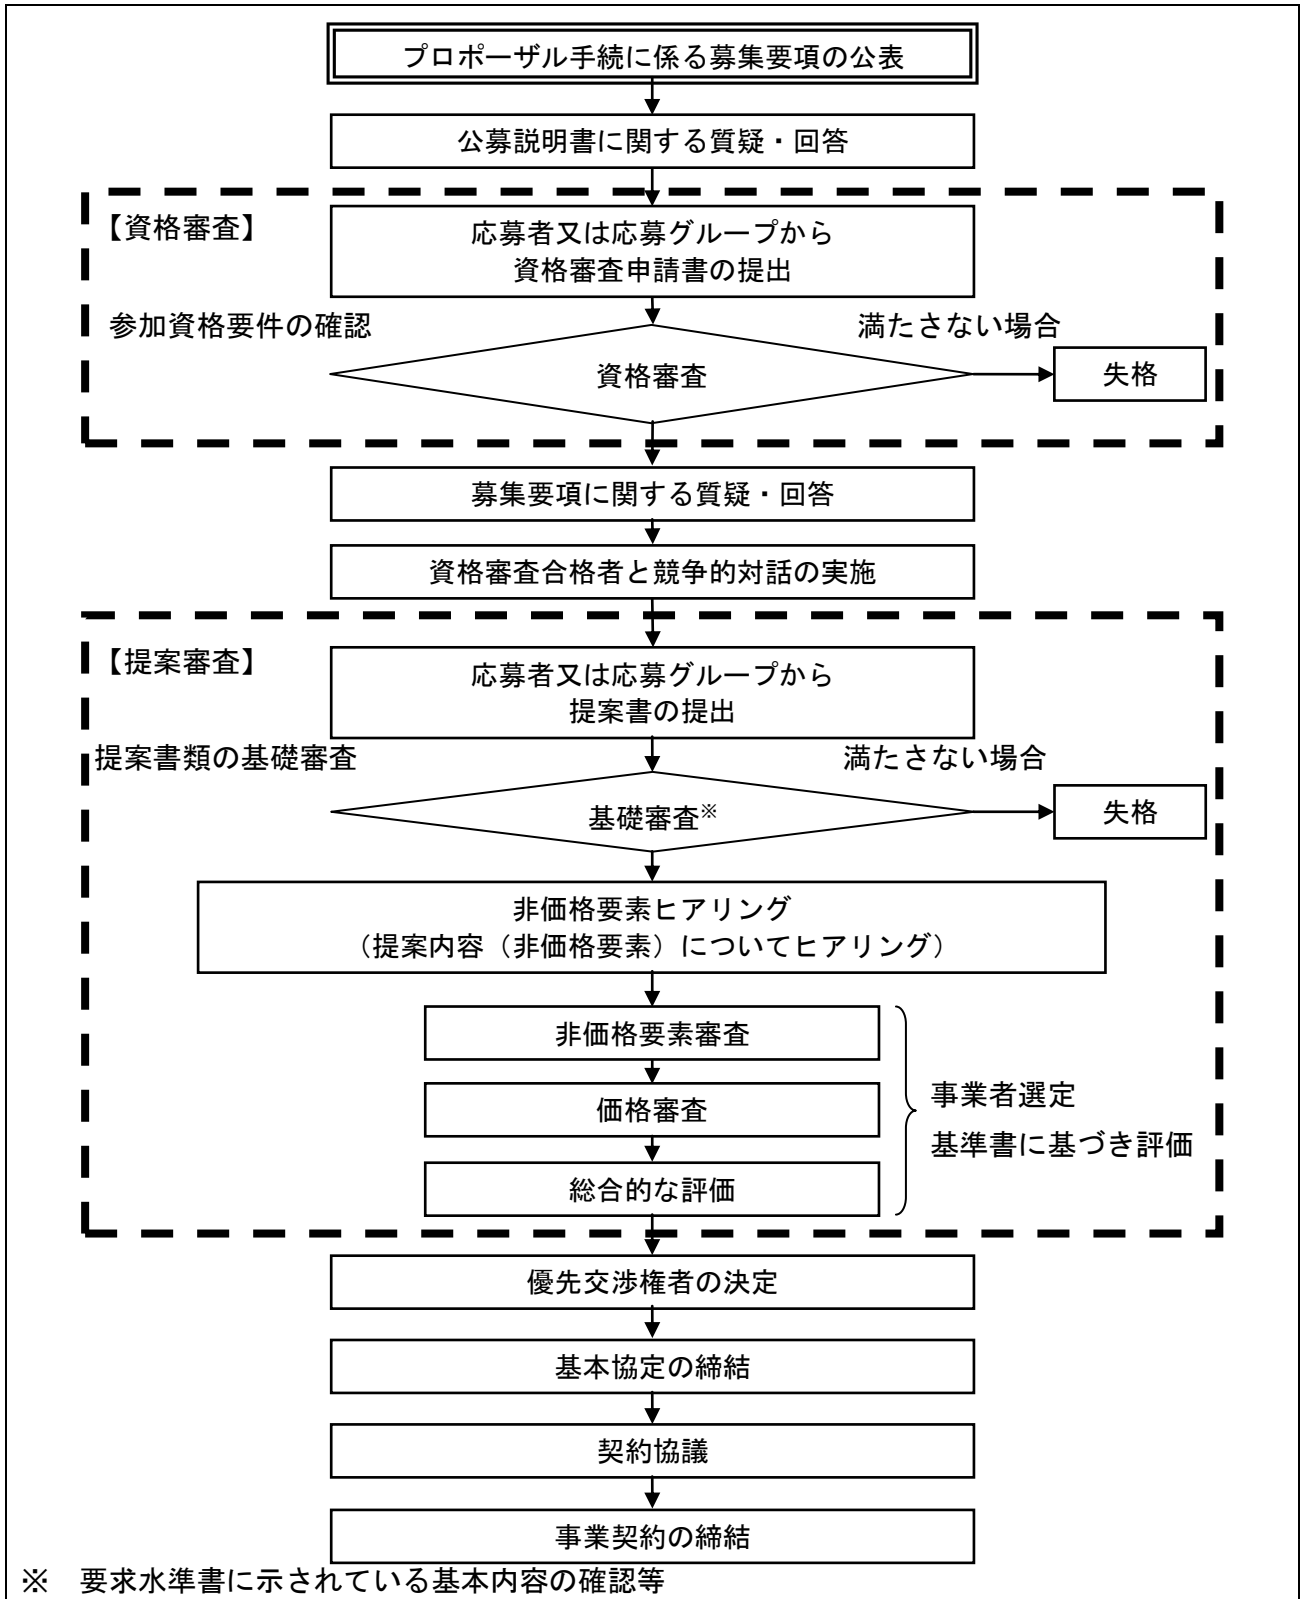 プロポーザル手続に係る募集要項の公表
公募説明書に関する質疑・回答
【資格審査】
応募者又は応募グループから
資格審査申請書の提出
参加資格要件の確認
満たさない場合
資格審査
失格
募集要項に関する質疑・回答
資格審査合格者と競争的対話の実施
【提案審査】
応募者又は応募グループから
提案書の提出
提案書類の基礎審査
満たさない場合
基礎審査※
失格
非価格要素ヒアリング
（提案内容（非価格要素）についてヒアリング）
非価格要素審査
価格審査
総合的な評価
事業者選定
基準書に基づき評価
優先交渉権者の決定
基本協定の締結
契約協議
事業契約の締結
※　要求水準書に示されている基本内容の確認等